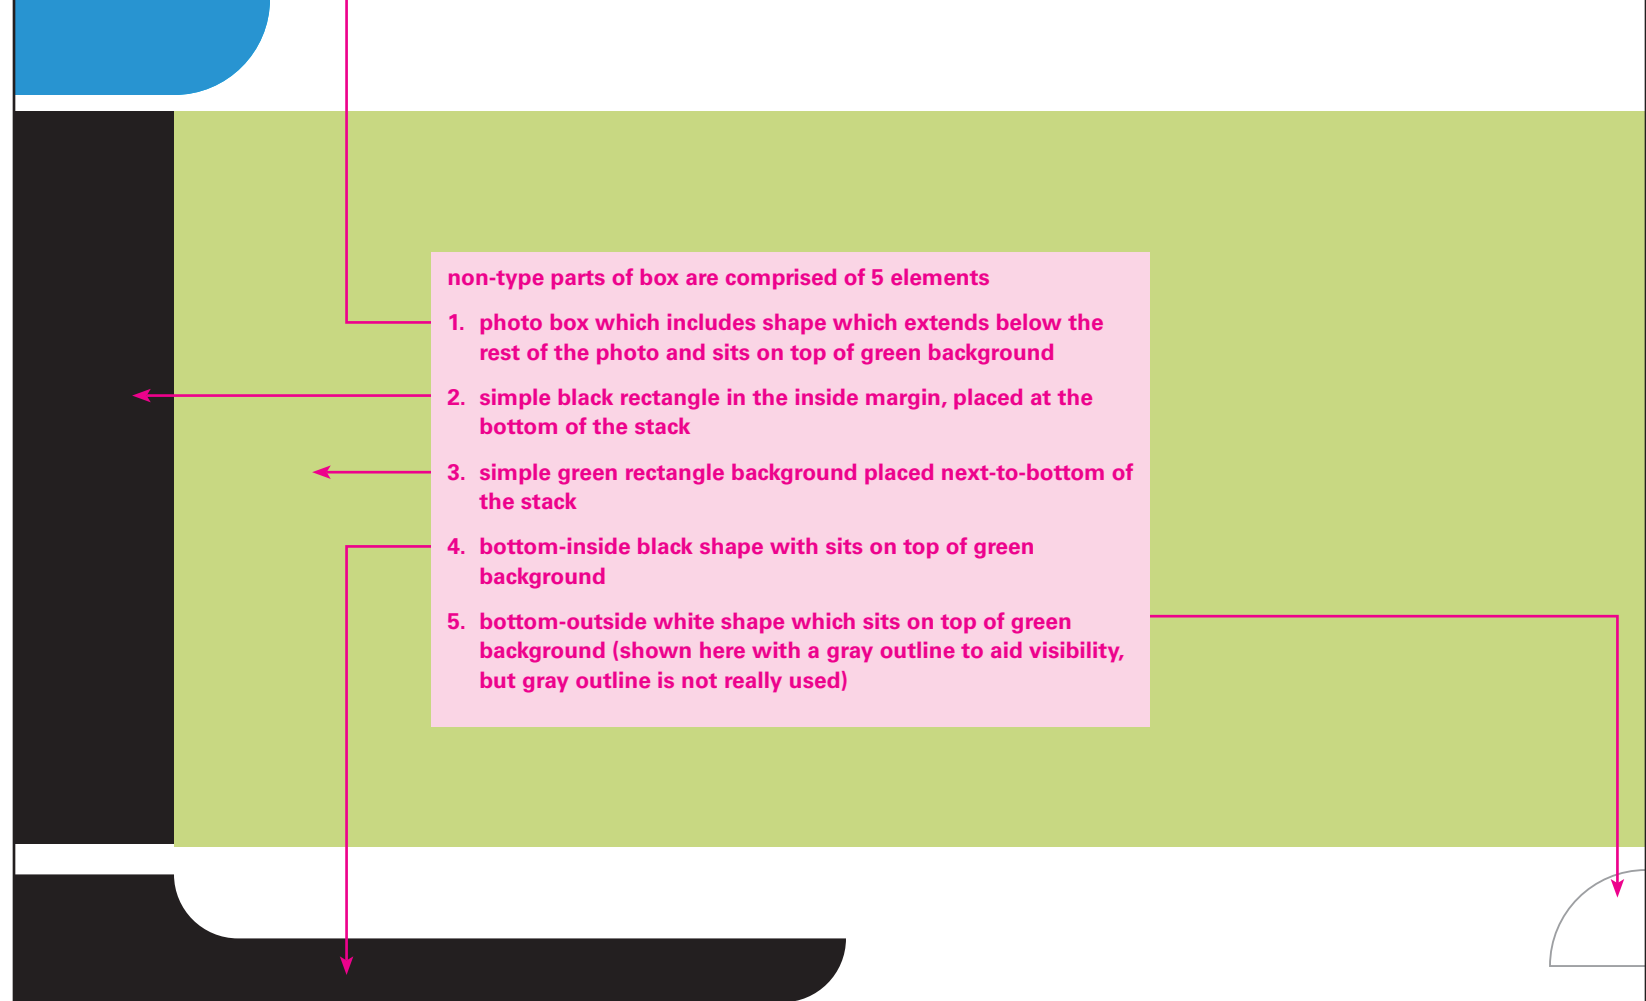 non-type parts of box are comprised of 5 elements
1. photo box which includes shape which extends below the
rest of the photo and sits on top of green background
2. simple black rectangle in the inside margin, placed at the
bottom of the stack
3. simple green rectangle background placed next-to-bottom of
the stack
4. bottom-inside black shape with sits on top of green
background
5. bottom-outside white shape which sits on top of green
background (shown here with a gray outline to aid visibility,
but gray outline is not really used)